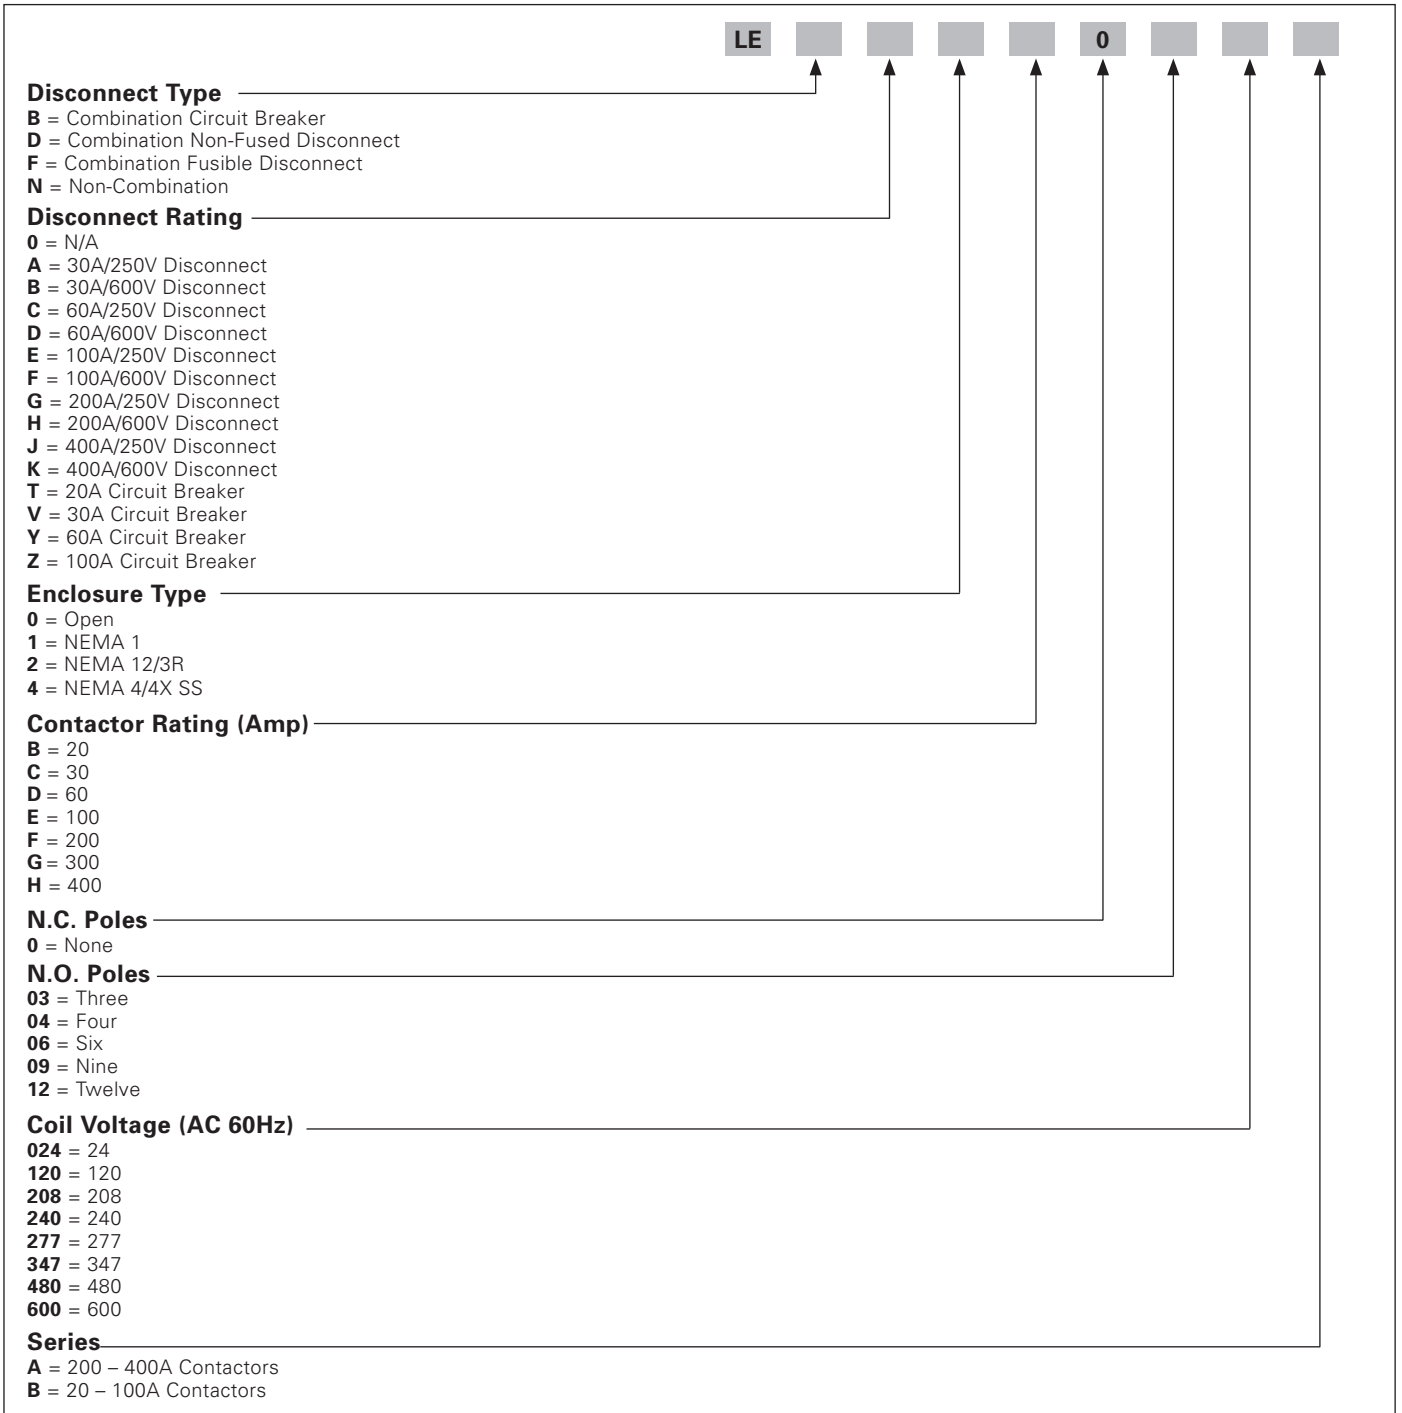 LE 0
Disconnect Type
B = Combination Circuit Breaker
D = Combination Non-Fused Disconnect
F = Combination Fusible Disconnect
N = Non-Combination
Disconnect Rating
0 = N/A
A = 30A/250V Disconnect
B = 30A/600V Disconnect
C = 60A/250V Disconnect
D = 60A/600V Disconnect
E = 100A/250V Disconnect
F = 100A/600V Disconnect
G = 200A/250V Disconnect
H = 200A/600V Disconnect
J = 400A/250V Disconnect
K = 400A/600V Disconnect
T = 20A Circuit Breaker
V = 30A Circuit Breaker
Y = 60A Circuit Breaker
Z = 100A Circuit Breaker
Enclosure Type
0 = Open
1 = NEMA 1
2 = NEMA 12/3R
4 = NEMA 4/4X SS
Contactor Rating (Amp)
B = 20
C = 30
D = 60
E = 100
F = 200
G = 300
H = 400
N.C. Poles
0 = None
N.O. Poles
03 = Three
04 = Four
06 = Six
09 = Nine
12 = Twelve
Coil Voltage (AC 60Hz)
024 = 24
120 = 120
208 = 208
240 = 240
277 = 277
347 = 347
480 = 480
600 = 600
Series
A = 200 – 400A Contactors
B = 20 – 100A Contactors